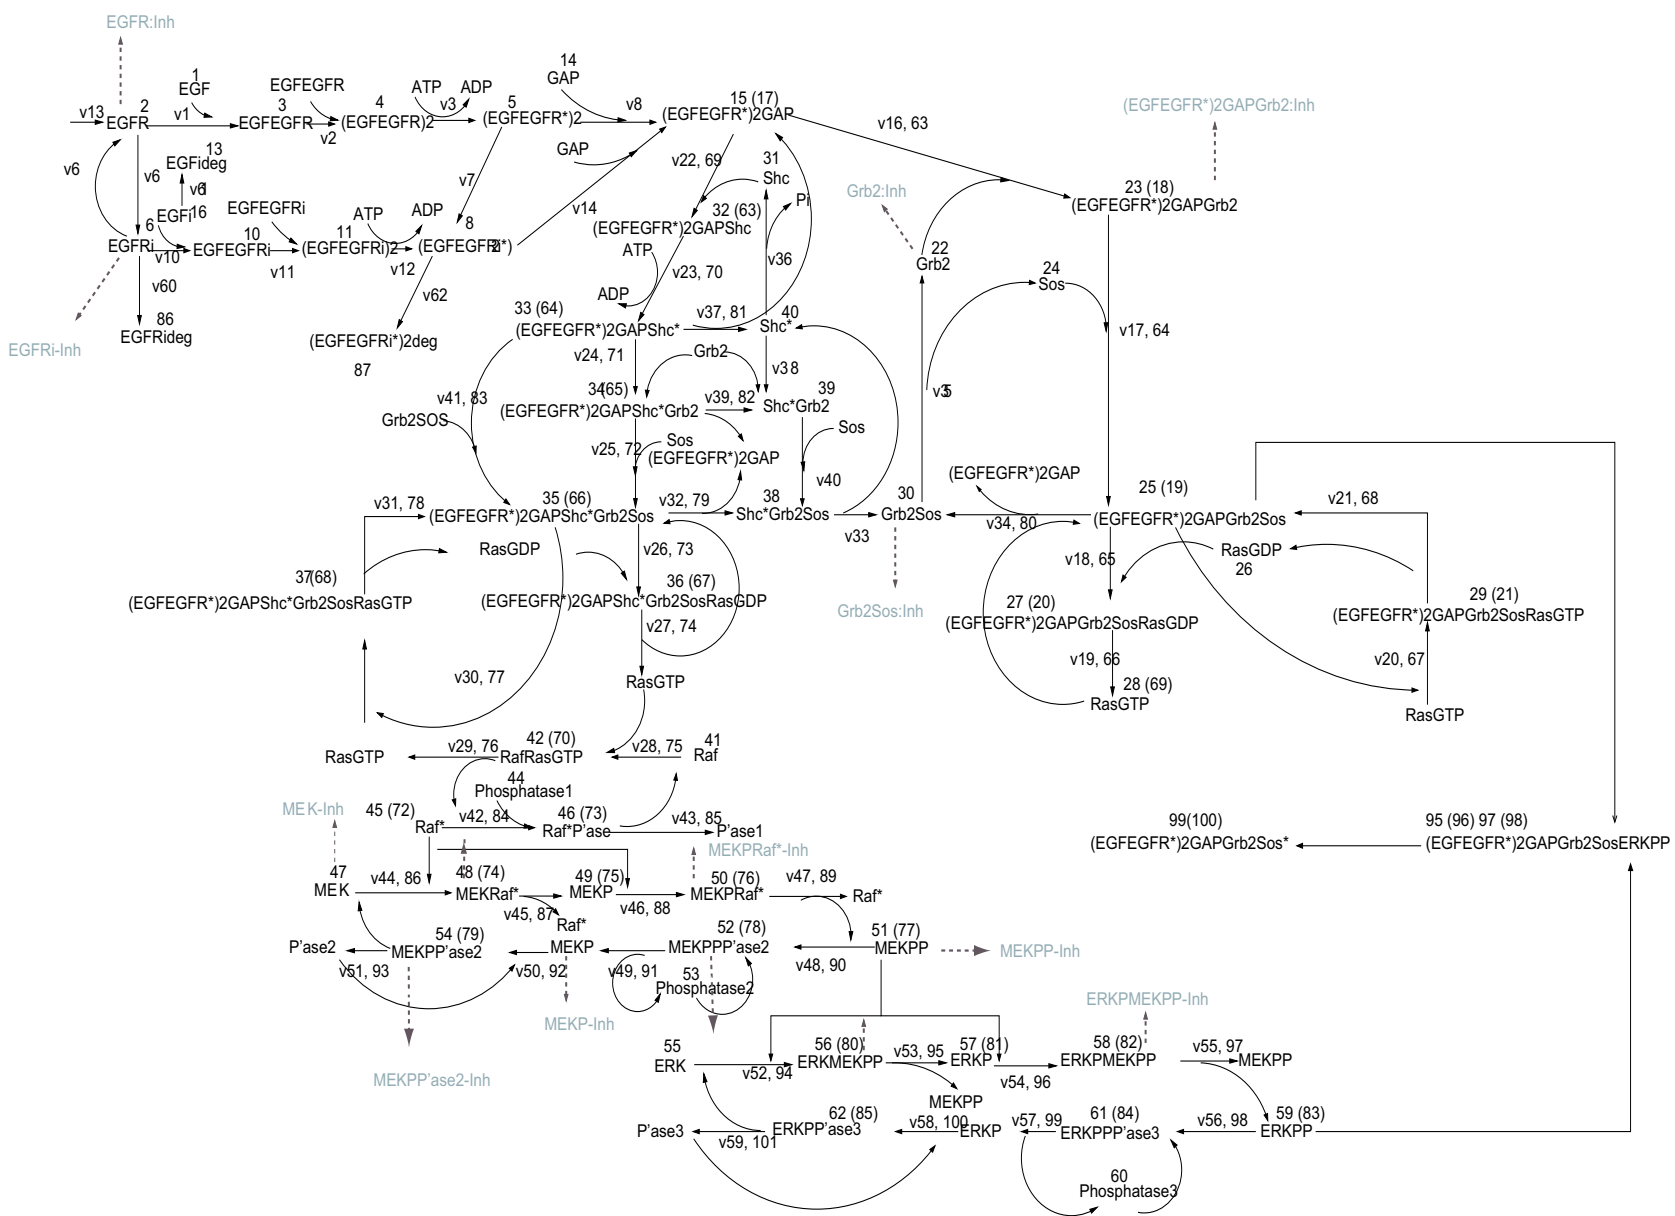 EGFR:Inh
1
EGF
EGFEGFR
ATP
ADP
14
GAP
v13
2
EGFR
v1
3
EGFEGFR
v2
4
(EGFEGFR)2
v3
5
(EGFEGFR*)2
v8
15 (17)
(EGFEGFR*)2GAP
v16, 63
(EGFEGFR*)2GAPGrb2:Inh
v6
v6
13
EGFideg
EGFi
16
EGFEGFRi
ATP
ADP
v7
GAP
v14
v22, 69
31
Shc
Pi
Grb2:Inh
23 (18)
(EGFEGFR*)2GAPGrb2
6
EGFRi
v10
10
EGFEGFRi
v11
11
(EGFEGFRi)2
v12
8
32 (63)
(EGFEGFR*)2GAPShc
ATP
v23, 70
ADP
v36
22
Grb2
24
Sos
v60
v62
86
EGFRideg
EGFRi-Inh
(EGFEGFRi*)2deg
87
33 (64)
(EGFEGFR*)2GAPShc*
v37, 81
40
Shc*
v17, 64
v24, 71
Grb2
v38
v41, 83
Grb2SOS
34(65)
(EGFEGFR*)2GAPShc*Grb2
v39, 82
39
Shc*Grb2
v25, 72
Sos
(EGFEGFR*)2GAP
Sos
v40
(EGFEGFR*)2GAP
v31, 78
35 (66)
(EGFEGFR*)2GAPShc*Grb2Sos
v32, 79
38
Shc*Grb2Sos
v33
30
Grb2Sos
v34, 80
25 (19)
(EGFEGFR*)2GAPGrb2Sos
v21, 68
RasGDP
v26, 73
v18, 65
RasGDP
26
37(68)
(EGFEGFR*)2GAPShc*Grb2SosRasGTP
36 (67)
(EGFEGFR*)2GAPShc*Grb2SosRasGDP
v27, 74
Grb2Sos:Inh
27 (20)
(EGFEGFR*)2GAPGrb2SosRasGDP
29 (21)
(EGFEGFR*)2GAPGrb2SosRasGTP
v19, 66
v20, 67
v30, 77
RasGTP
28 (69)
RasGTP
RasGTP
RasGTP
v29, 76
42 (70)
RafRasGTP
v28, 75
41
Raf
44
Phosphatase1
MEK-Inh
45 (72)
Raf*
v42, 84
46 (73)
Raf*P'ase
v43, 85
P'ase1
MEKPRaf*-Inh
99(100)
(EGFEGFR*)2GAPGrb2Sos*
95 (96) 97 (98)
(EGFEGFR*)2GAPGrb2SosERKPP
47
MEK
v44, 86
48 (74)
MEKRaf*
v45, 87
Raf*
49 (75)
MEKP
v46, 88
50 (76)
MEKPRaf*
v47, 89
Raf*
P'ase2
v51, 93
54 (79)
MEKPP'ase2
v50, 92
MEKP
v49, 91
52 (78)
MEKPPP'ase2
53
Phosphatase2
v48, 90
51 (77)
MEKPP
MEKPP-Inh
MEKP-Inh
MEKPP'ase2-Inh
ERKPMEKPP-Inh
55
ERK
v52, 94
56 (80)
ERKMEKPP
v53, 95
57 (81)
ERKP
v54, 96
58 (82)
ERKPMEKPP
v55, 97
MEKPP
MEKPP
P'ase3
v59, 101
62 (85)
ERKPP'ase3
v58, 100
ERKP
v57, 99
61 (84)
ERKPPP'ase3
v56, 98
59 (83)
ERKPP
60
Phosphatase3